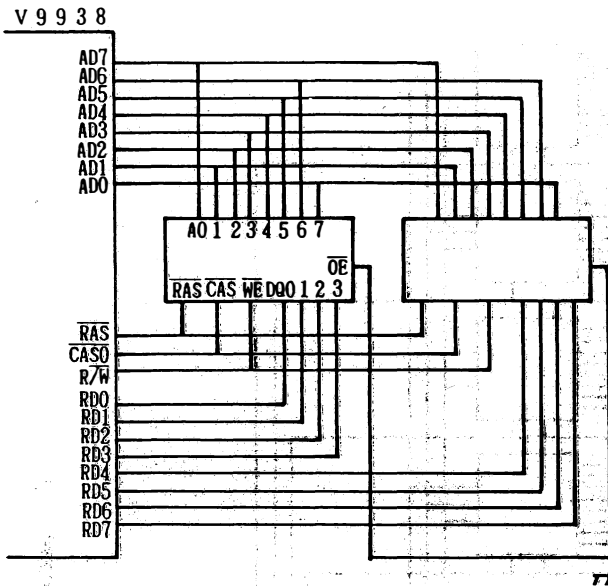 V9938
AD7
AD6
AD5
AD4
AD3
AD2
AD1
AD0
A0 1 2 3 4 5 6 7
OE
RAS CAS WE DQ0 1 2 3
RAS
CAS0
R/W
RD0
RD1
RD2
RD3
RD4
RD5
RD6
RD7